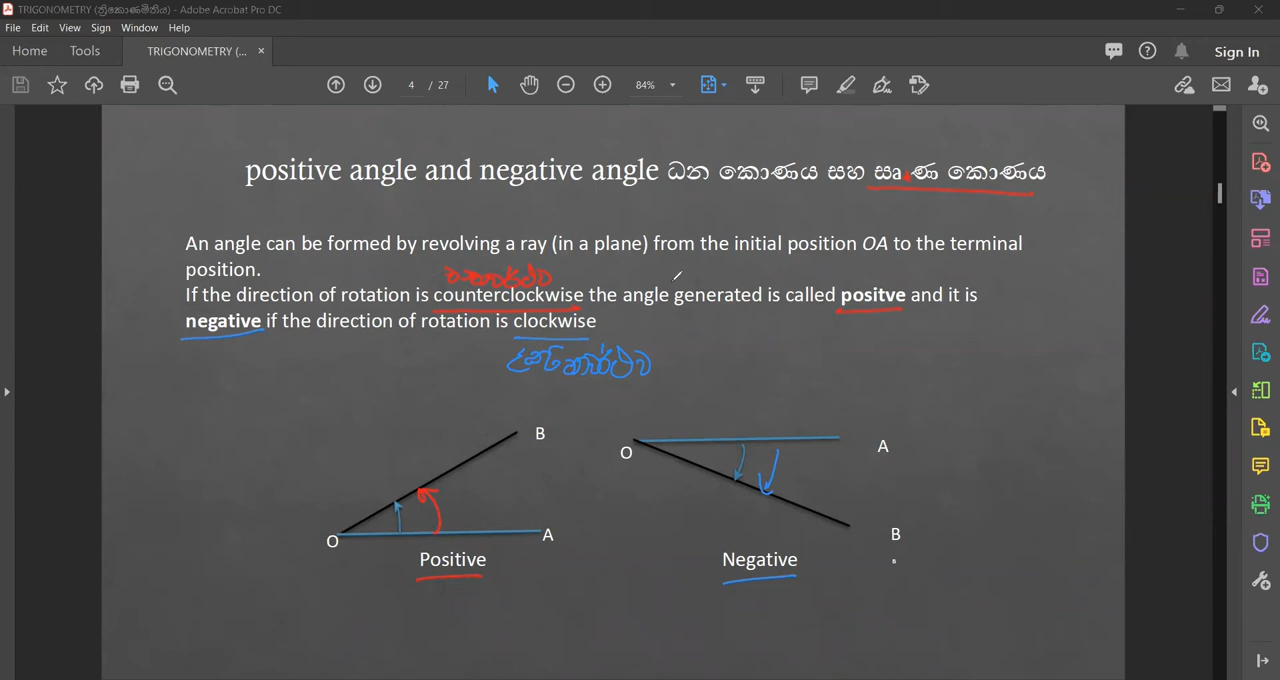 TRIGONOMETRY (ත්‍රිකොණමිතිය) - Adobe Acrobat Pro DC
File Edit View Sign Window Help
Home Tools TRIGONOMETRY (... × Sign In
4 / 27 84%
positive angle and negative angle ධන කොණය සහ සෘණ කොණය
An angle can be formed by revolving a ray (in a plane) from the initial position OA to the terminal
position.
If the direction of rotation is counterclockwise the angle generated is called positve and it is
negative if the direction of rotation is clockwise
B
O A
Positive
O A
B
Negative
B